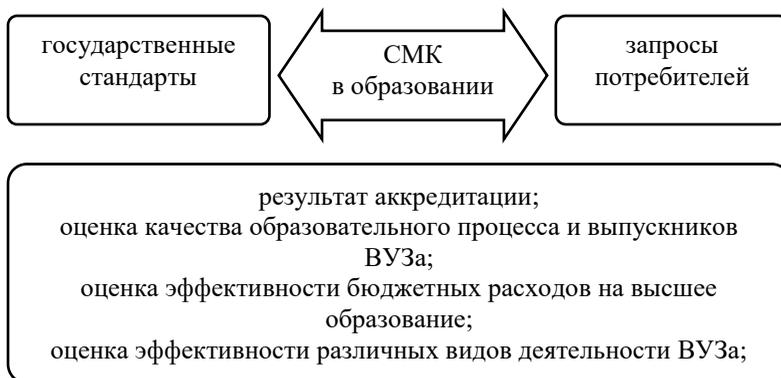 государственные
стандарты
СМК
в образовании
запросы
потребителей
результат аккредитации;
оценка качества образовательного процесса и выпускников
ВУЗа;
оценка эффективности бюджетных расходов на высшее
образование;
оценка эффективности различных видов деятельности ВУЗа;